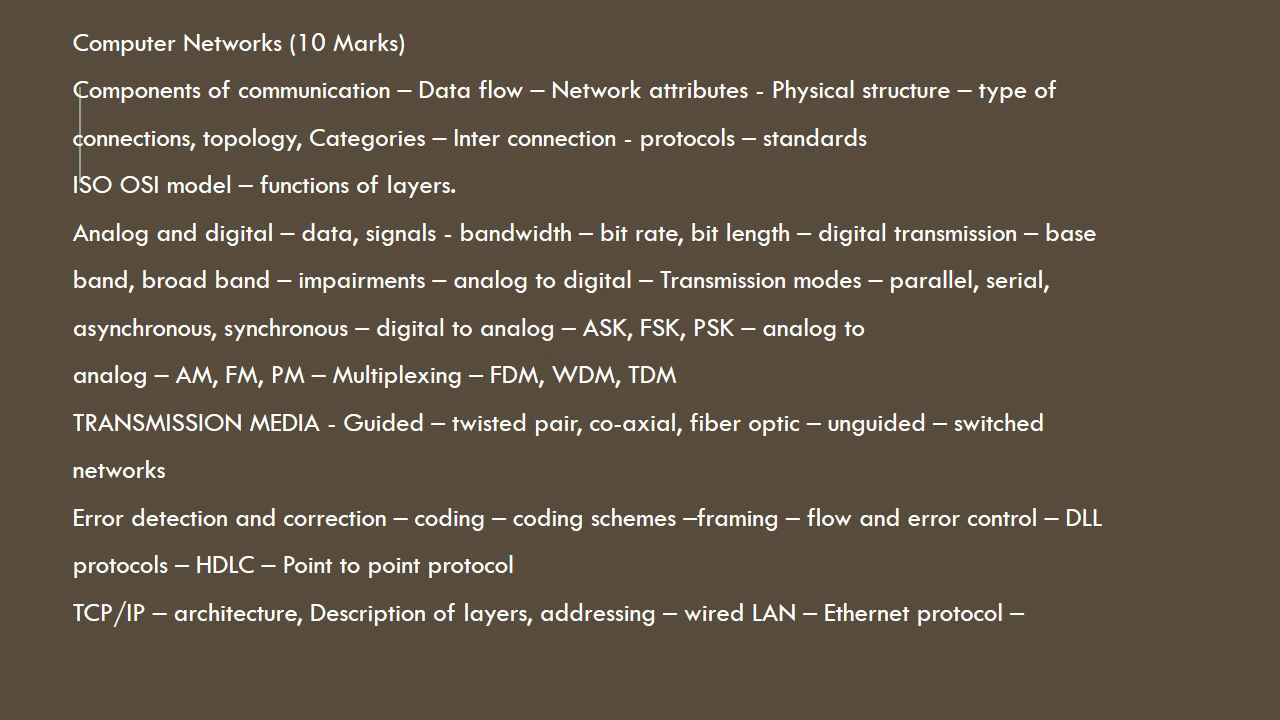 Computer Networks (10 Marks)
Components of communication – Data flow – Network attributes - Physical structure – type of
connections, topology, Categories – Inter connection - protocols – standards
ISO OSI model – functions of layers.
Analog and digital – data, signals - bandwidth – bit rate, bit length – digital transmission – base
band, broad band – impairments – analog to digital – Transmission modes – parallel, serial,
asynchronous, synchronous – digital to analog – ASK, FSK, PSK – analog to
analog – AM, FM, PM – Multiplexing – FDM, WDM, TDM
TRANSMISSION MEDIA - Guided – twisted pair, co-axial, fiber optic – unguided – switched
networks
Error detection and correction – coding – coding schemes –framing – flow and error control – DLL
protocols – HDLC – Point to point protocol
TCP/IP – architecture, Description of layers, addressing – wired LAN – Ethernet protocol –